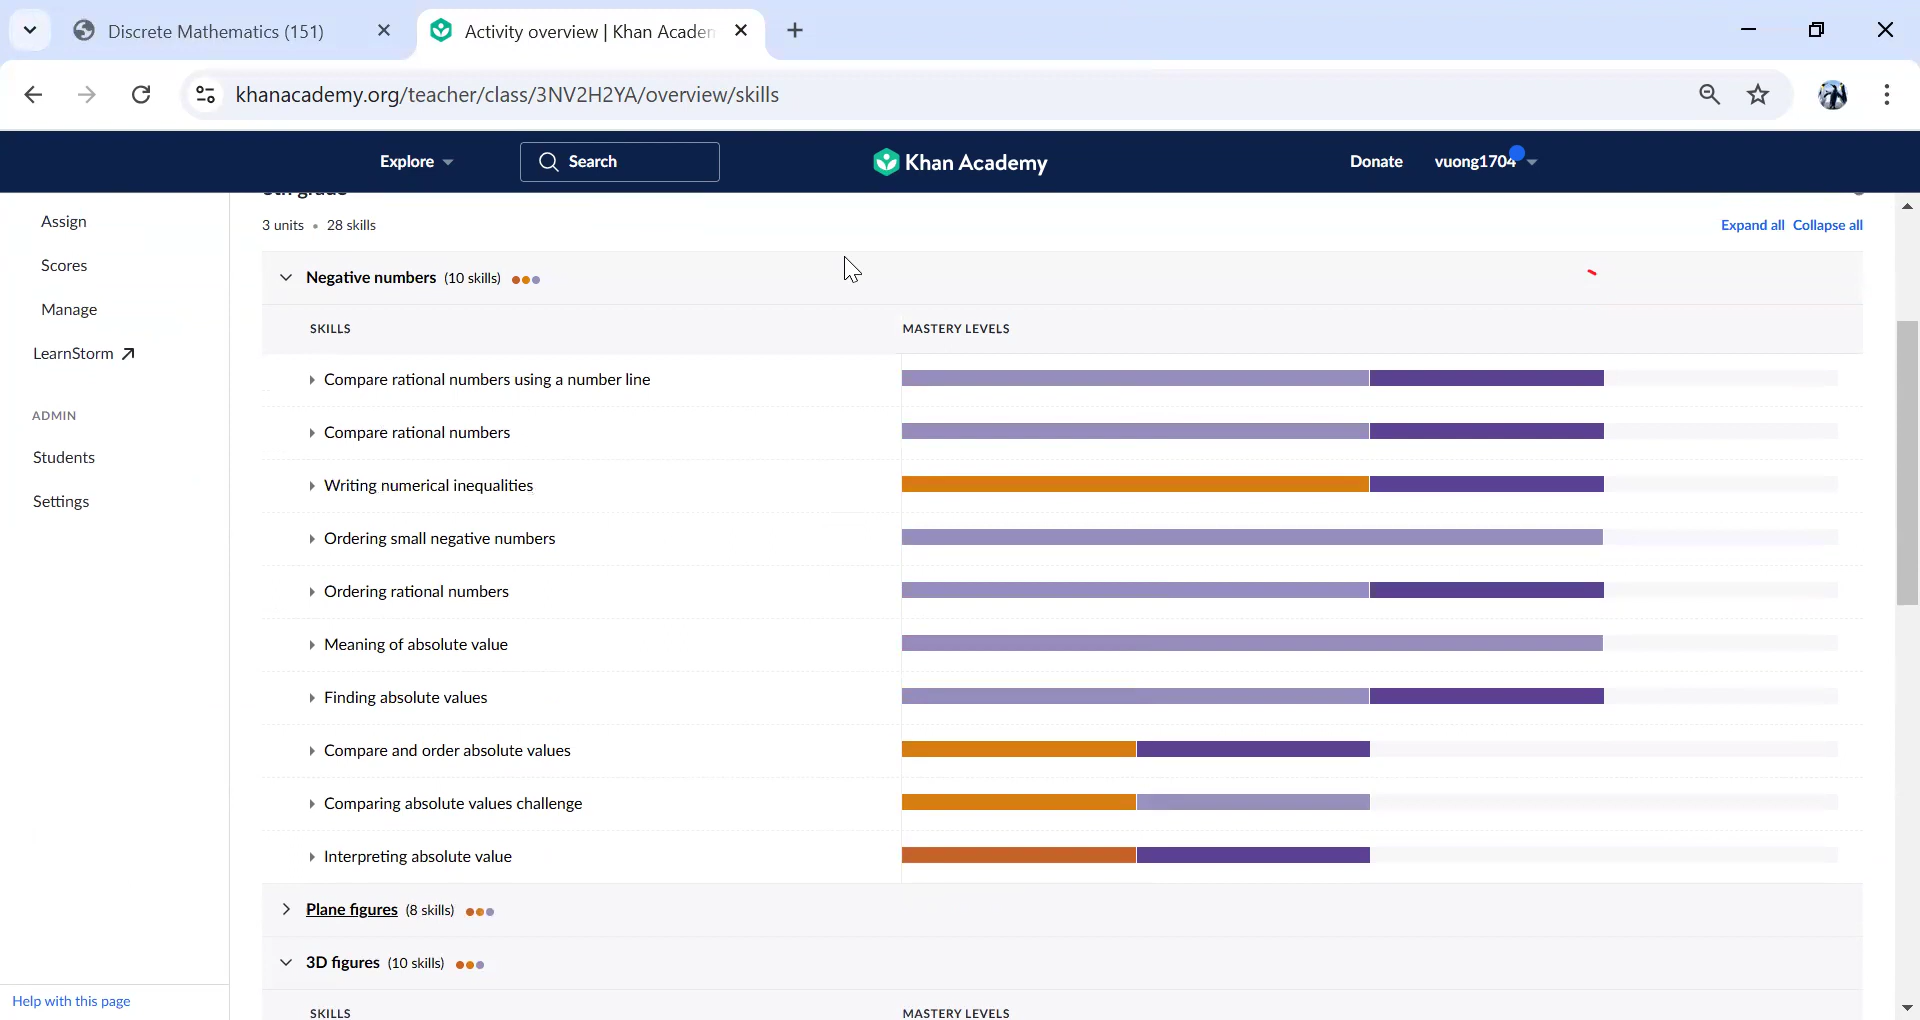 Discrete Mathematics (151)
Activity overview | Khan Academ
khanacademy.org/teacher/class/3NV2H2YA/overview/skills
Explore
Search
Khan Academy
Donate
vuong1704
Assign
Scores
Manage
LearnStorm
ADMIN
Students
Settings
Help with this page
3 units • 28 skills
Expand all Collapse all
Negative numbers (10 skills)
SKILLS MASTERY LEVELS
Compare rational numbers using a number line
Compare rational numbers
Writing numerical inequalities
Ordering small negative numbers
Ordering rational numbers
Meaning of absolute value
Finding absolute values
Compare and order absolute values
Comparing absolute values challenge
Interpreting absolute value
Plane figures (8 skills)
3D figures (10 skills)
SKILLS MASTERY LEVELS